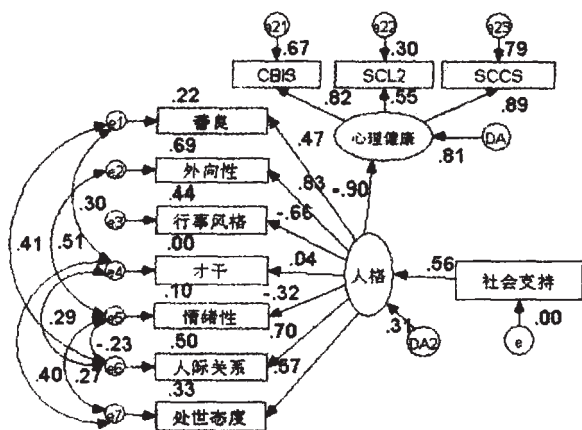 e21
.67
e22
.30
e25
.79
CBIS
SCL2
SCCS
.22
.82
.55
.89
e1
善良
.47
心理健康
DA
.81
.69
e2
外向性
.83
-.90
.44
.30
e3
行事风格
-.66
.41
.51
.00
e4
才干
.04
人格
.56
社会支持
.10
-.32
.29
e5
情绪性
.31
.00
-.23
.50
.70
DA2
e
e6
人际关系
.57
.40
.27
.33
e7
处世态度